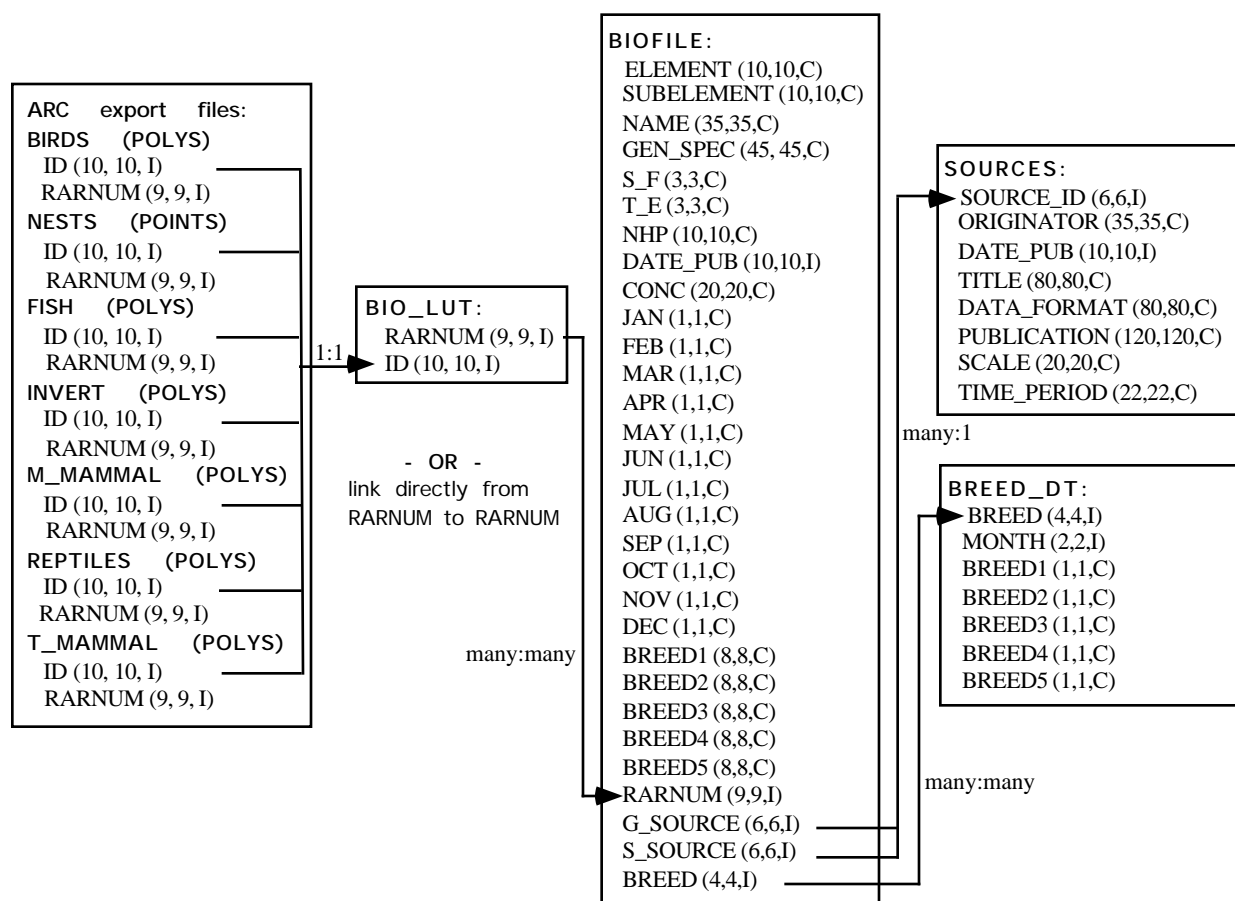 ARC export files:
BIRDS (POLYS)
ID (10, 10, I)
RARNUM (9, 9, I)
NESTS (POINTS)
ID (10, 10, I)
RARNUM (9, 9, I)
FISH (POLYS)
ID (10, 10, I)
RARNUM (9, 9, I)
INVERT (POLYS)
ID (10, 10, I)
RARNUM (9, 9, I)
M_MAMMAL (POLYS)
ID (10, 10, I)
RARNUM (9, 9, I)
REPTILES (POLYS)
ID (10, 10, I)
RARNUM (9, 9, I)
T_MAMMAL (POLYS)
ID (10, 10, I)
RARNUM (9, 9, I)
1:1
BIO_LUT:
RARNUM (9, 9, I)
ID (10, 10, I)
- OR -
link directly from
RARNUM to RARNUM
many:many
BIOFILE:
ELEMENT (10,10,C)
SUBELEMENT (10,10,C)
NAME (35,35,C)
GEN_SPEC (45, 45,C)
S_F (3,3,C)
T_E (3,3,C)
NHP (10,10,C)
DATE_PUB (10,10,I)
CONC (20,20,C)
JAN (1,1,C)
FEB (1,1,C)
MAR (1,1,C)
APR (1,1,C)
MAY (1,1,C)
JUN (1,1,C)
JUL (1,1,C)
AUG (1,1,C)
SEP (1,1,C)
OCT (1,1,C)
NOV (1,1,C)
DEC (1,1,C)
BREED1 (8,8,C)
BREED2 (8,8,C)
BREED3 (8,8,C)
BREED4 (8,8,C)
BREED5 (8,8,C)
RARNUM (9,9,I)
G_SOURCE (6,6,I)
S_SOURCE (6,6,I)
BREED (4,4,I)
SOURCES:
SOURCE_ID (6,6,I)
ORIGINATOR (35,35,C)
DATE_PUB (10,10,I)
TITLE (80,80,C)
DATA_FORMAT (80,80,C)
PUBLICATION (120,120,C)
SCALE (20,20,C)
TIME_PERIOD (22,22,C)
many:1
BREED_DT:
BREED (4,4,I)
MONTH (2,2,I)
BREED1 (1,1,C)
BREED2 (1,1,C)
BREED3 (1,1,C)
BREED4 (1,1,C)
BREED5 (1,1,C)
many:many